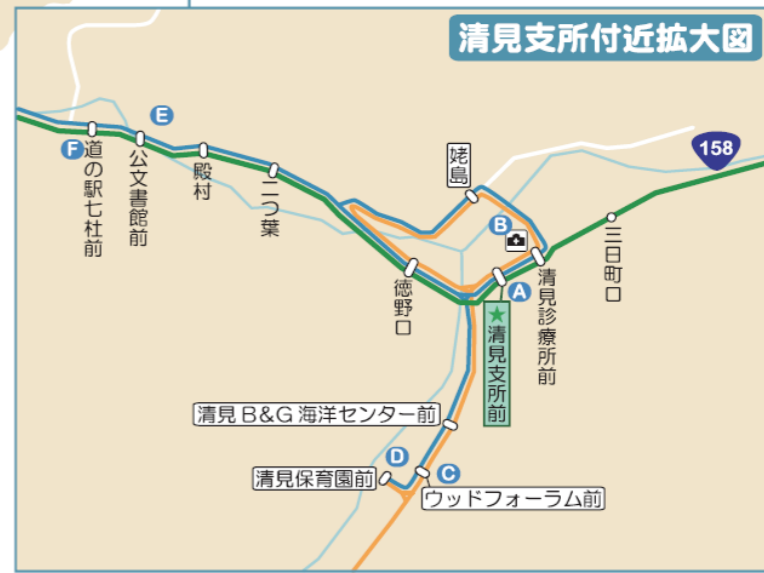 清見支所付近拡大図
158
E
F
道の駅七杜前
公文書館前
殿村
二つ葉
姥島
B
三日町口
徳野口
A
清見診療所前
★清見支所前
清見B&G海洋センター前
D
清見保育園前
C
ウッドフォーラム前